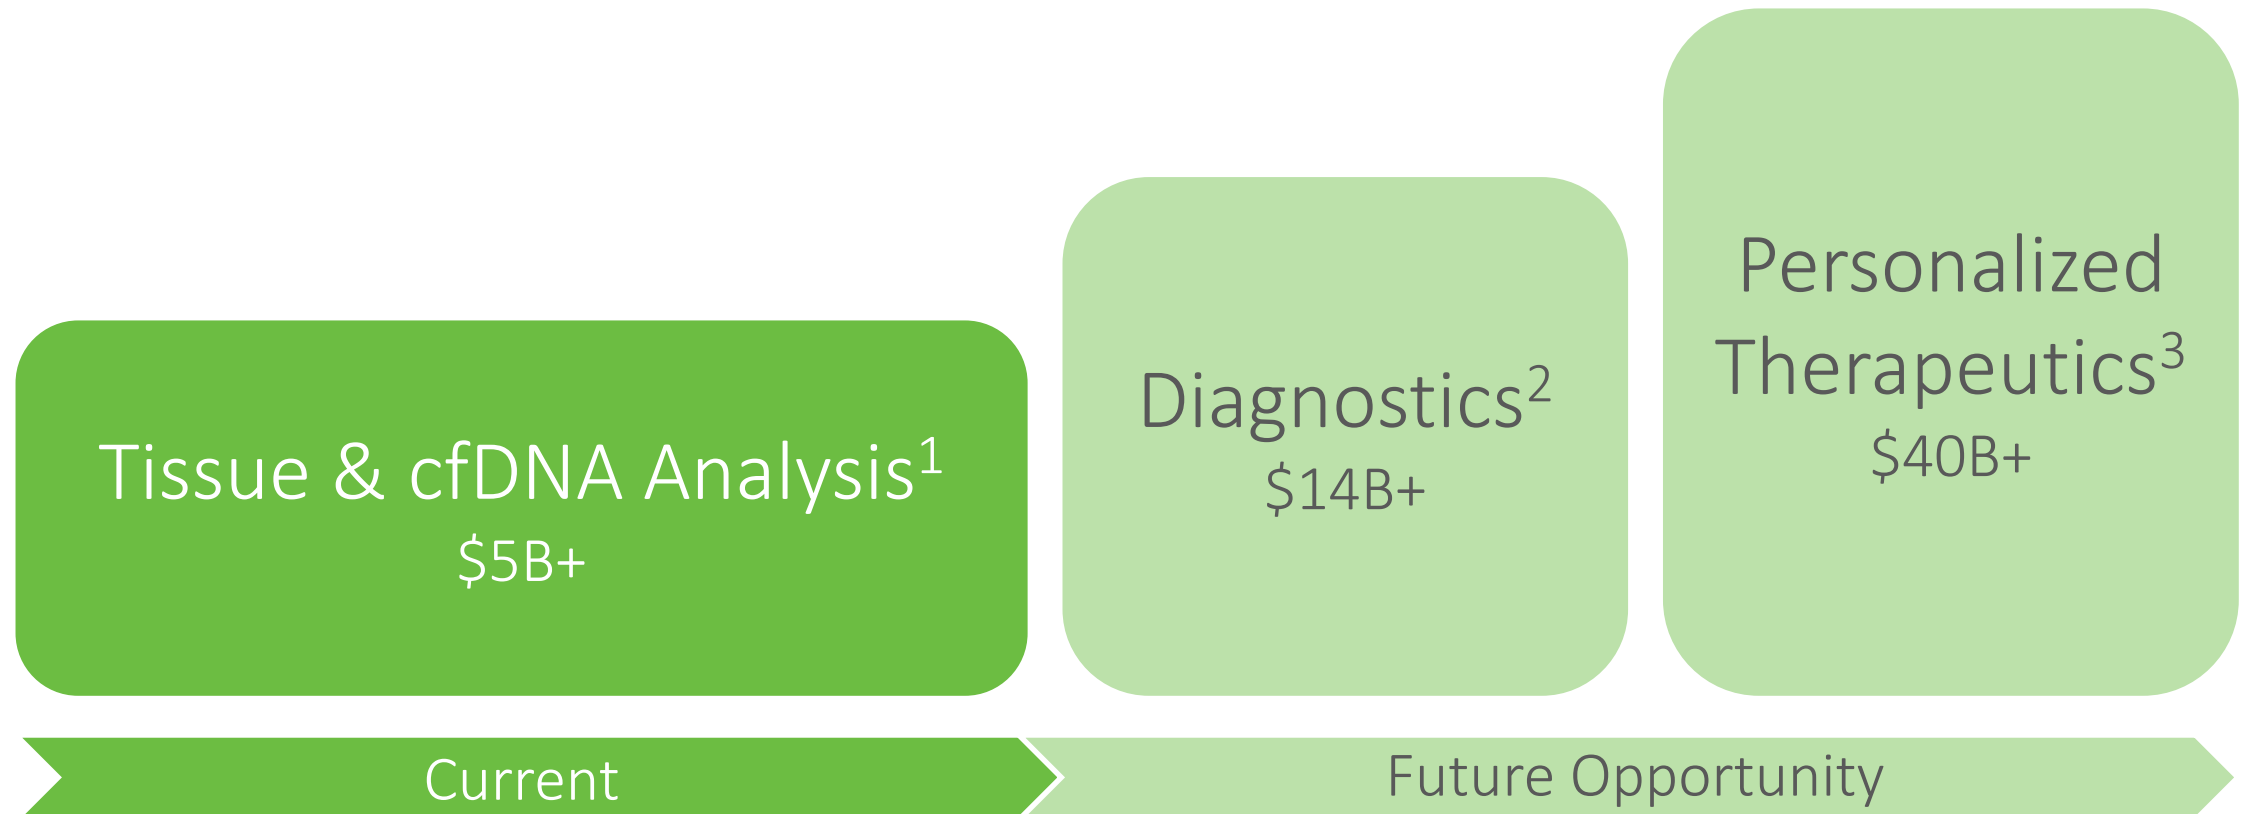 Tissue & cfDNA Analysis¹
$5B+
Diagnostics²
$14B+
Personalized
Therapeutics³
$40B+
Current
Future Opportunity